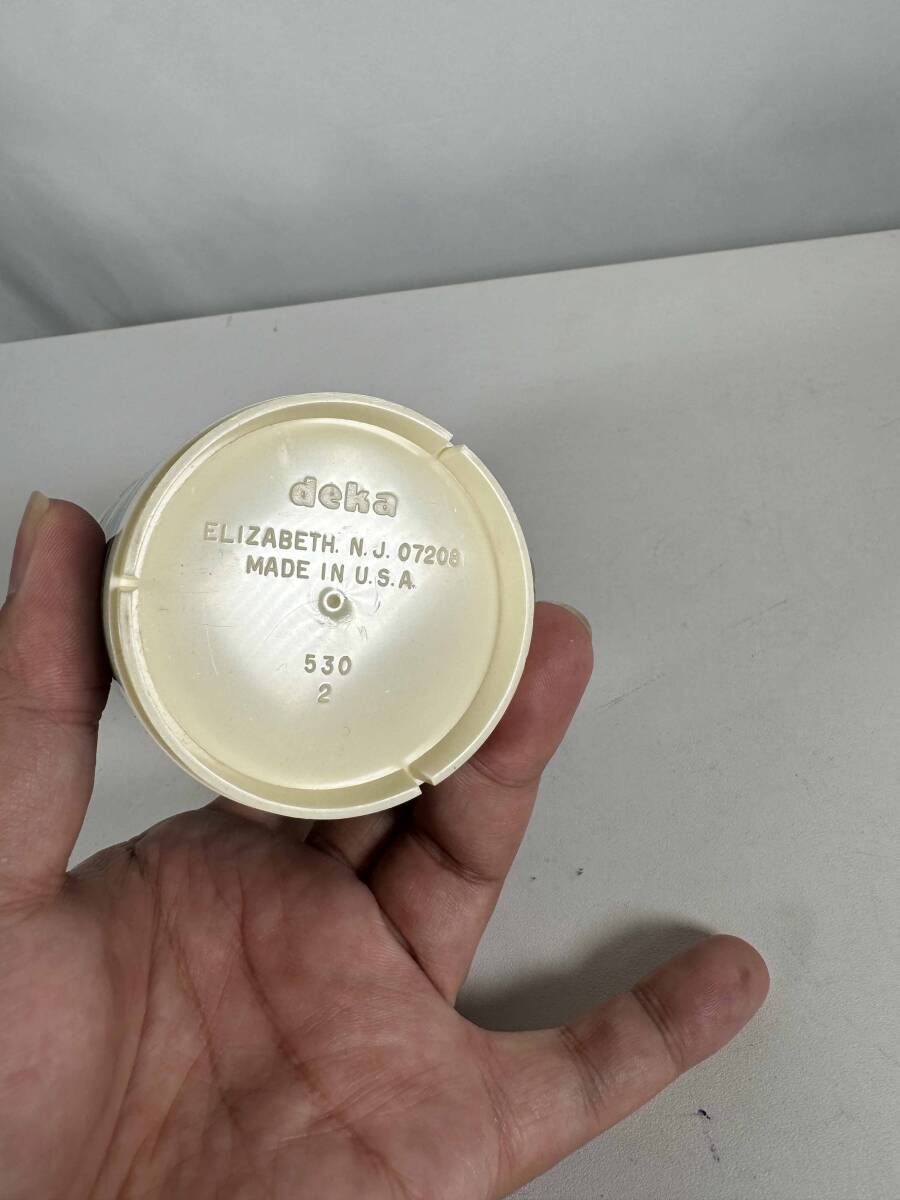 deka
ELIZABETH. N.J. 07208
MADE IN U.S.A.
530
2